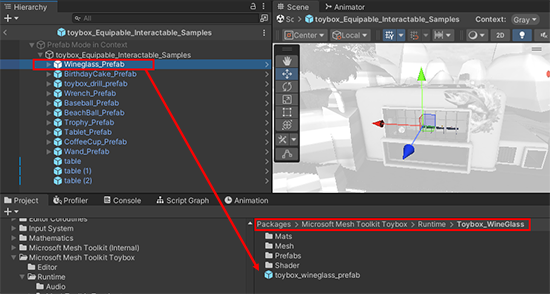 Hierarchy
All
toybox_Equipable_Interactable_Samples
Prefab Mode in Context
toybox_Equipable_Interactable_Samples
Wineglass_Prefab
BirthdayCake_Prefab
toybox_drill_prefab
Wrench_Prefab
Baseball_Prefab
BeachBall_Prefab
Trophy_Prefab
Tablet_Prefab
CoffeeCup_Prefab
Wand_Prefab
table
table (1)
table (2)
Scene
Animator
Sc
toybox_Equipable_Interactable_Samples
Context:
Gray
Center
Local
2D
Project
Profiler
Console
Script Graph
Animation
Editor Coroutines
Input System
Mathematics
Microsoft Mesh Toolkit (Internal)
Microsoft Mesh Toolkit Toybox
Editor
Runtime
Audio
Packages > Microsoft Mesh Toolkit Toybox > Runtime > Toybox_WineGlass
Mats
Mesh
Prefabs
Shader
toybox_wineglass_prefab